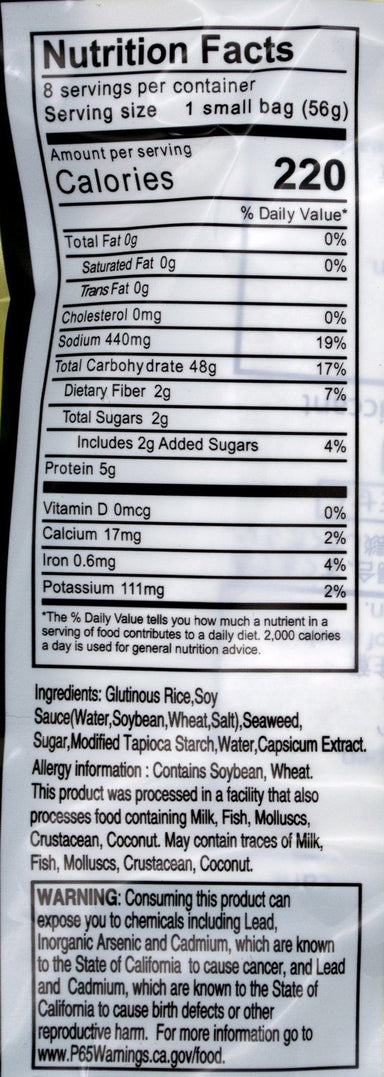 Nutrition Facts
8 servings per container
Serving size 1 small bag (56g)
Amount per serving
Calories 220
% Daily Value*
Total Fat 0g 0%
Saturated Fat 0g 0%
Trans Fat 0g
Cholesterol 0mg 0%
Sodium 440mg 19%
Total Carbohydrate 48g 17%
Dietary Fiber 2g 7%
Total Sugars 2g
Includes 2g Added Sugars 4%
Protein 5g
Vitamin D 0mcg 0%
Calcium 17mg 2%
Iron 0.6mg 4%
Potassium 111mg 2%
*The % Daily Value tells you how much a nutrient in a
serving of food contributes to a daily diet. 2,000 calories
a day is used for general nutrition advice.
Ingredients: Glutinous Rice,Soy
Sauce(Water,Soybean,Wheat,Salt),Seaweed,
Sugar,Modified Tapioca Starch,Water,Capsicum Extract.
Allergy information : Contains Soybean, Wheat.
This product was processed in a facility that also
processes food containing Milk, Fish, Molluscs,
Crustacean, Coconut. May contain traces of Milk,
Fish, Molluscs, Crustacean, Coconut.
WARNING: Consuming this product can
expose you to chemicals including Lead,
Inorganic Arsenic and Cadmium, which are known
to the State of California to cause cancer, and Lead
and Cadmium, which are known to the State of
California to cause birth defects or other
reproductive harm. For more information go to
www.P65Warnings.ca.gov/food.